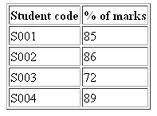 Student code % of marks
S001 85
S002 86
S003 72
S004 89